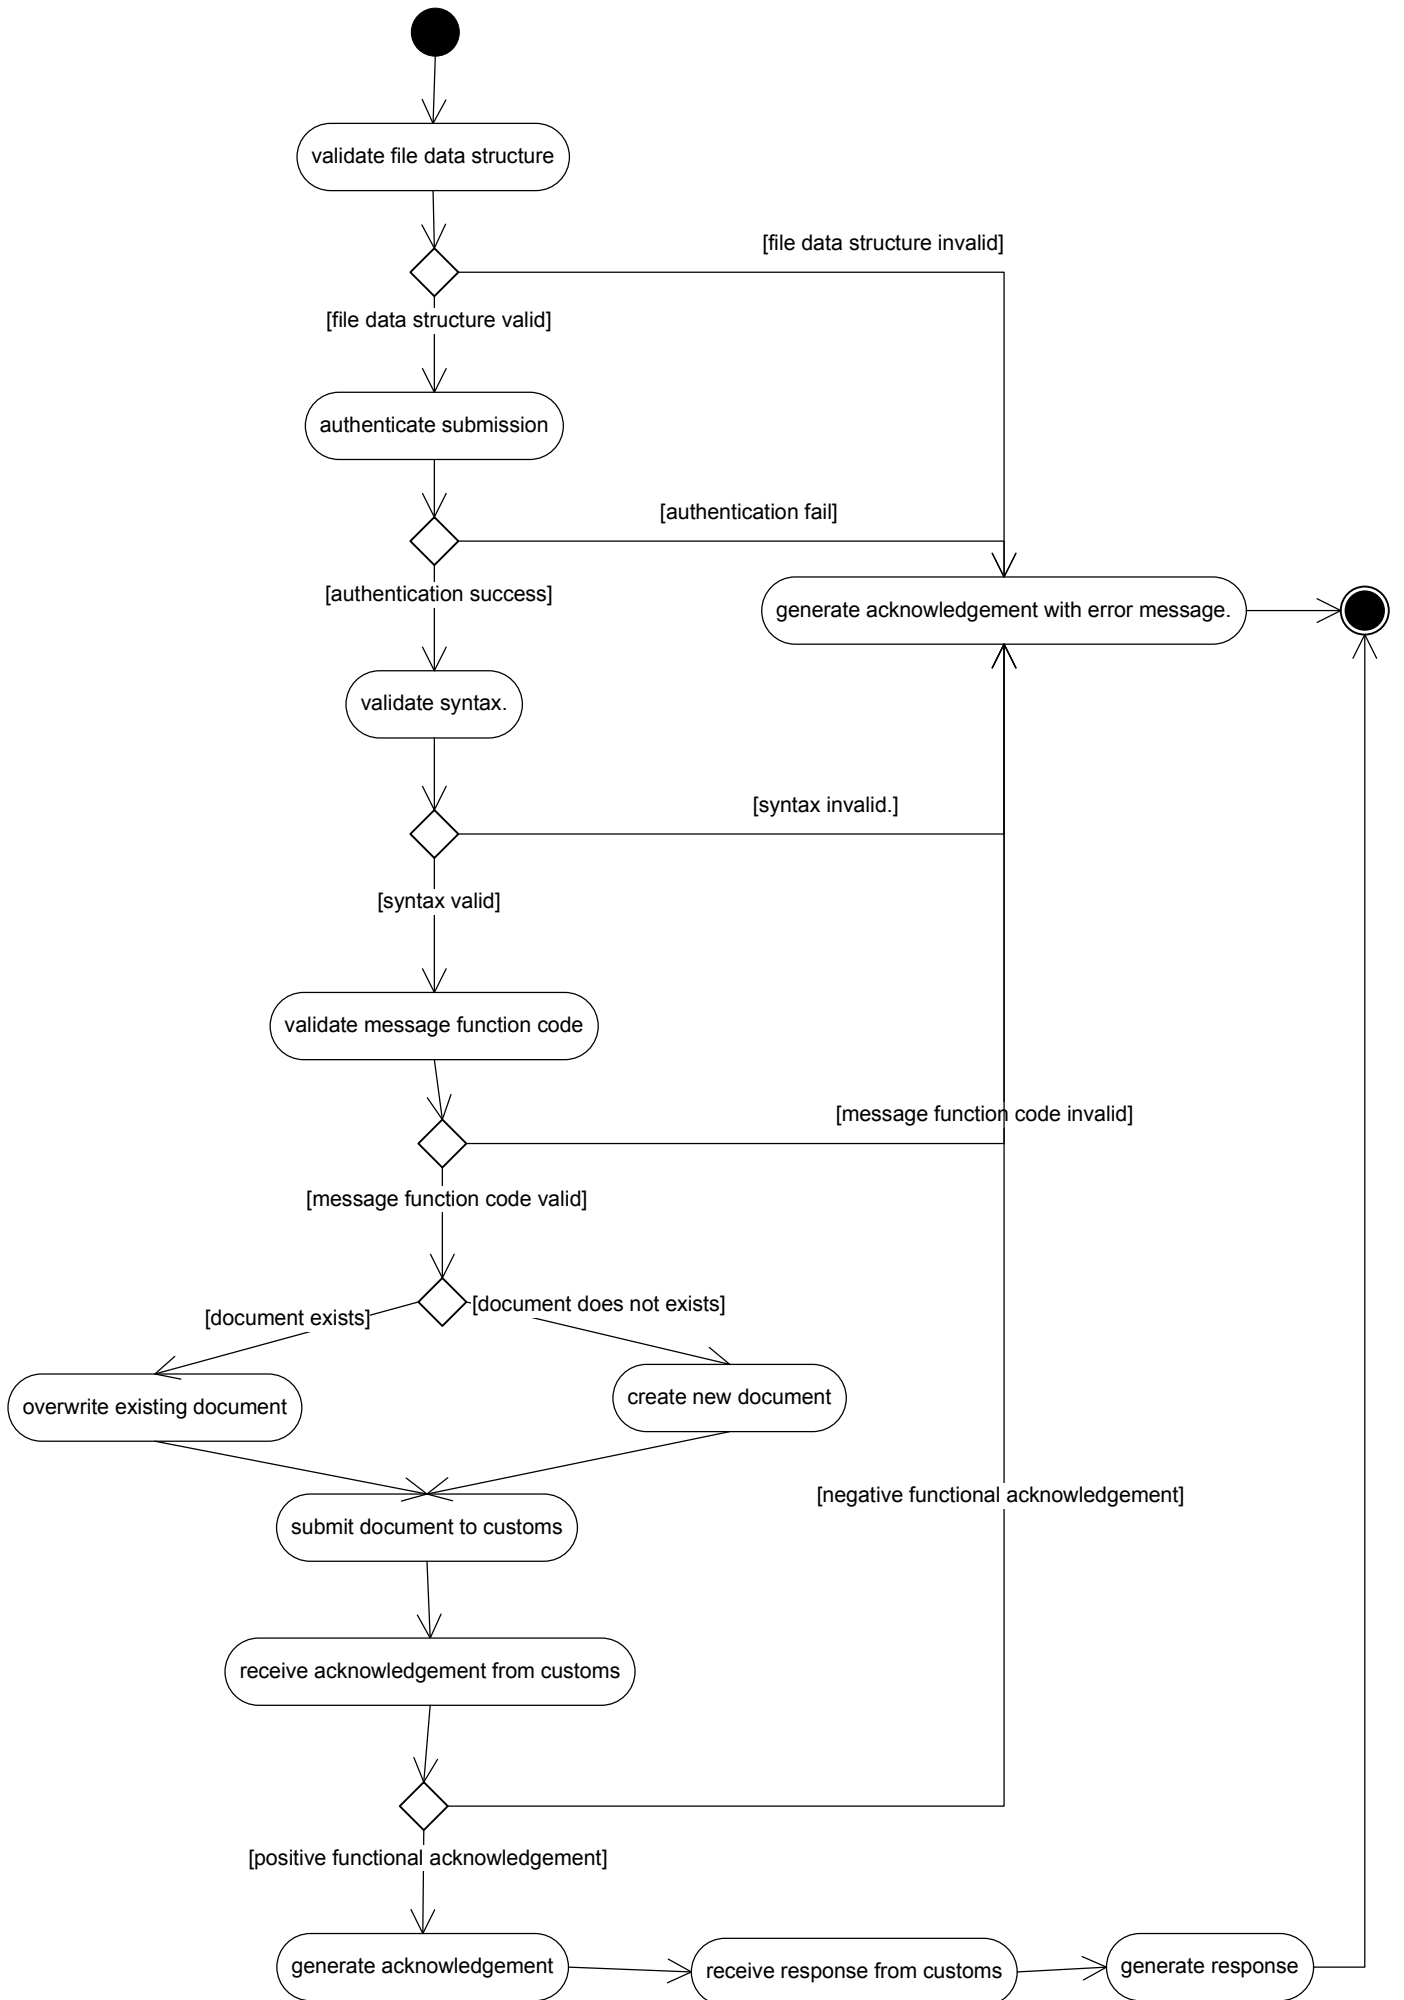 validate file data structure
[file data structure invalid]
[file data structure valid]
authenticate submission
[authentication fail]
[authentication success]
generate acknowledgement with error message.
validate syntax.
[syntax invalid.]
[syntax valid]
validate message function code
[message function code invalid]
[message function code valid]
[document exists]
[document does not exists]
overwrite existing document
create new document
[negative functional acknowledgement]
submit document to customs
receive acknowledgement from customs
[positive functional acknowledgement]
generate acknowledgement
receive response from customs
generate response